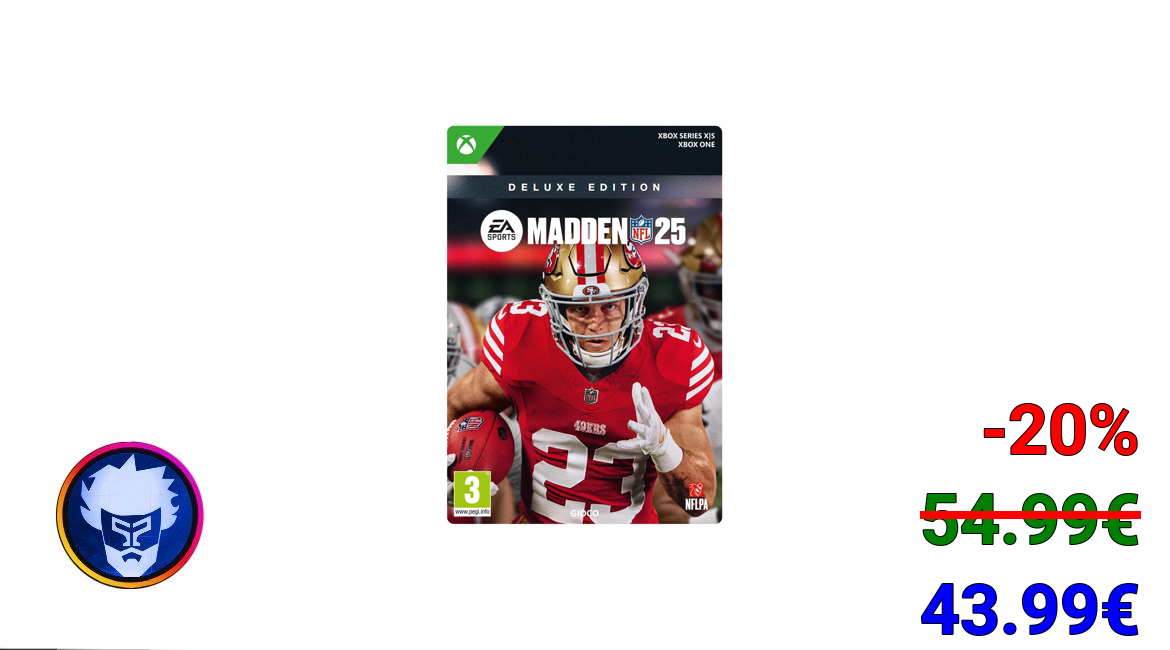 XBOX SERIES X|S
XBOX ONE
DELUXE EDITION
EA
SPORTS
MADDEN NFL 25
23
23
49ERS
23
3
www.pegi.info
NFLPA
GIOCO
-20%
54.99€
43.99€